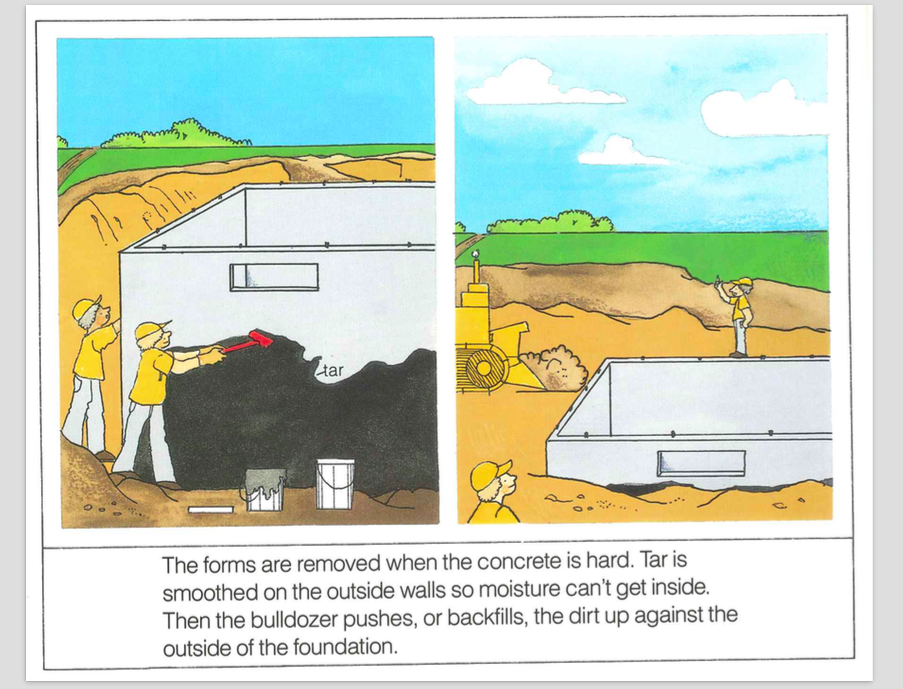 tar
The forms are removed when the concrete is hard. Tar is
smoothed on the outside walls so moisture can't get inside.
Then the bulldozer pushes, or backfills, the dirt up against the
outside of the foundation.